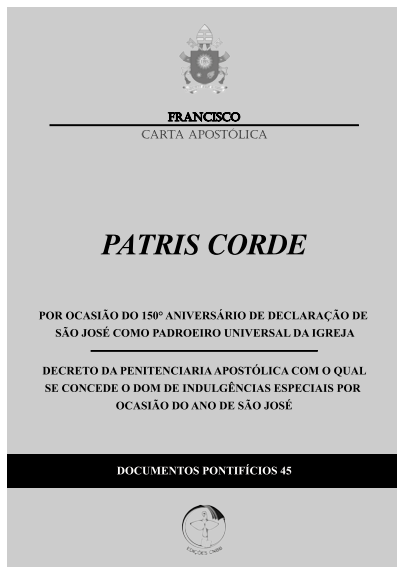 FRANCISCO
CARTA APOSTÓLICA
PATRIS CORDE
POR OCASIÃO DO 150° ANIVERSÁRIO DE DECLARAÇÃO DE
SÃO JOSÉ COMO PADROEIRO UNIVERSAL DA IGREJA
DECRETO DA PENITENCIARIA APOSTÓLICA COM O QUAL
SE CONCEDE O DOM DE INDULGÊNCIAS ESPECIAIS POR
OCASIÃO DO ANO DE SÃO JOSÉ
DOCUMENTOS PONTIFÍCIOS 45
EDIÇÕES CNBB